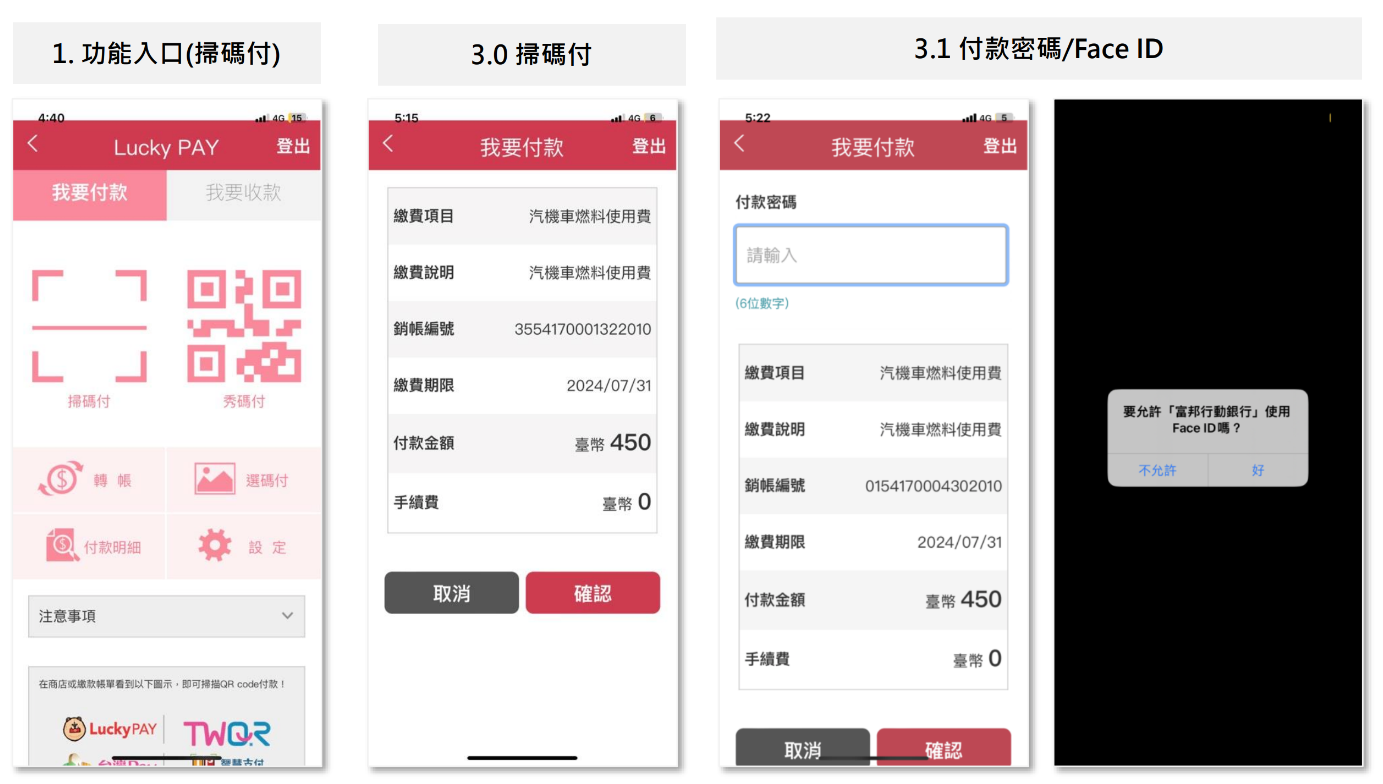 1. 功能入口(掃碼付)
3.0 掃碼付
3.1 付款密碼/Face ID
4:40
4G 15
Lucky PAY
登出
我要付款
我要收款
掃碼付
秀碼付
轉 帳
選碼付
付款明細
設 定
注意事項
在商店或繳款帳單看到以下圖示,即可掃描QR code付款!
LuckyPAY
TWQR
台灣Pay
智慧支付
5:15
4G 6
我要付款
登出
繳費項目 汽機車燃料使用費
繳費說明 汽機車燃料使用費
銷帳編號 3554170001322010
繳費期限 2024/07/31
付款金額 臺幣 450
手續費 臺幣 0
取消
確認
5:22
4G 5
我要付款
登出
付款密碼
請輸入
(6位數字)
繳費項目 汽機車燃料使用費
繳費說明 汽機車燃料使用費
銷帳編號 0154170004302010
繳費期限 2024/07/31
付款金額 臺幣 450
手續費 臺幣 0
取消
確認
要允許「富邦行動銀行」使用
Face ID嗎?
不允許
好